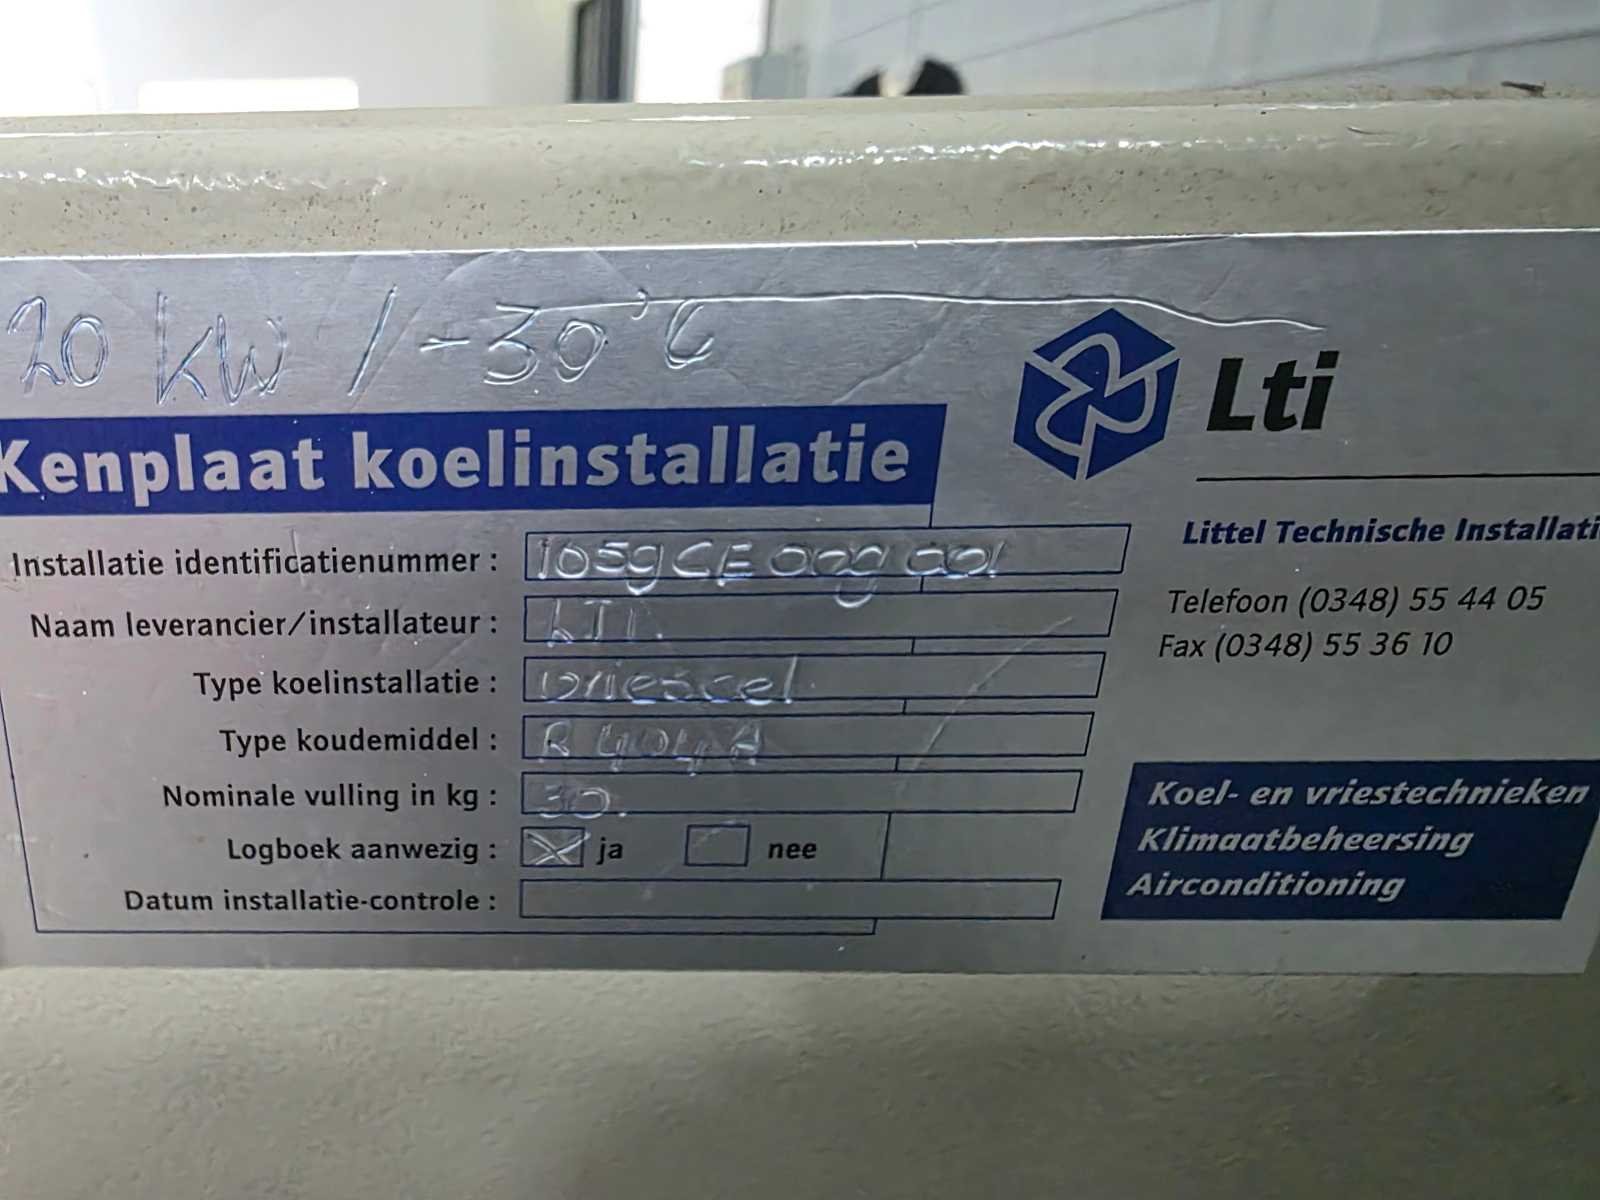 20 kW / -30°C
Lti
Kenplaat koelinstallatie
Installatie identificatienummer : 1059CE009001
Naam leverancier/installateur : LTI.
Type koelinstallatie : Vriescel
Type koudemiddel : R404A
Nominale vulling in kg : 30.
Logboek aanwezig : ja nee
Datum installatie-controle :
Littel Technische Installati
Telefoon (0348) 55 44 05
Fax (0348) 55 36 10
Koel- en vriestechnieken
Klimaatbeheersing
Airconditioning